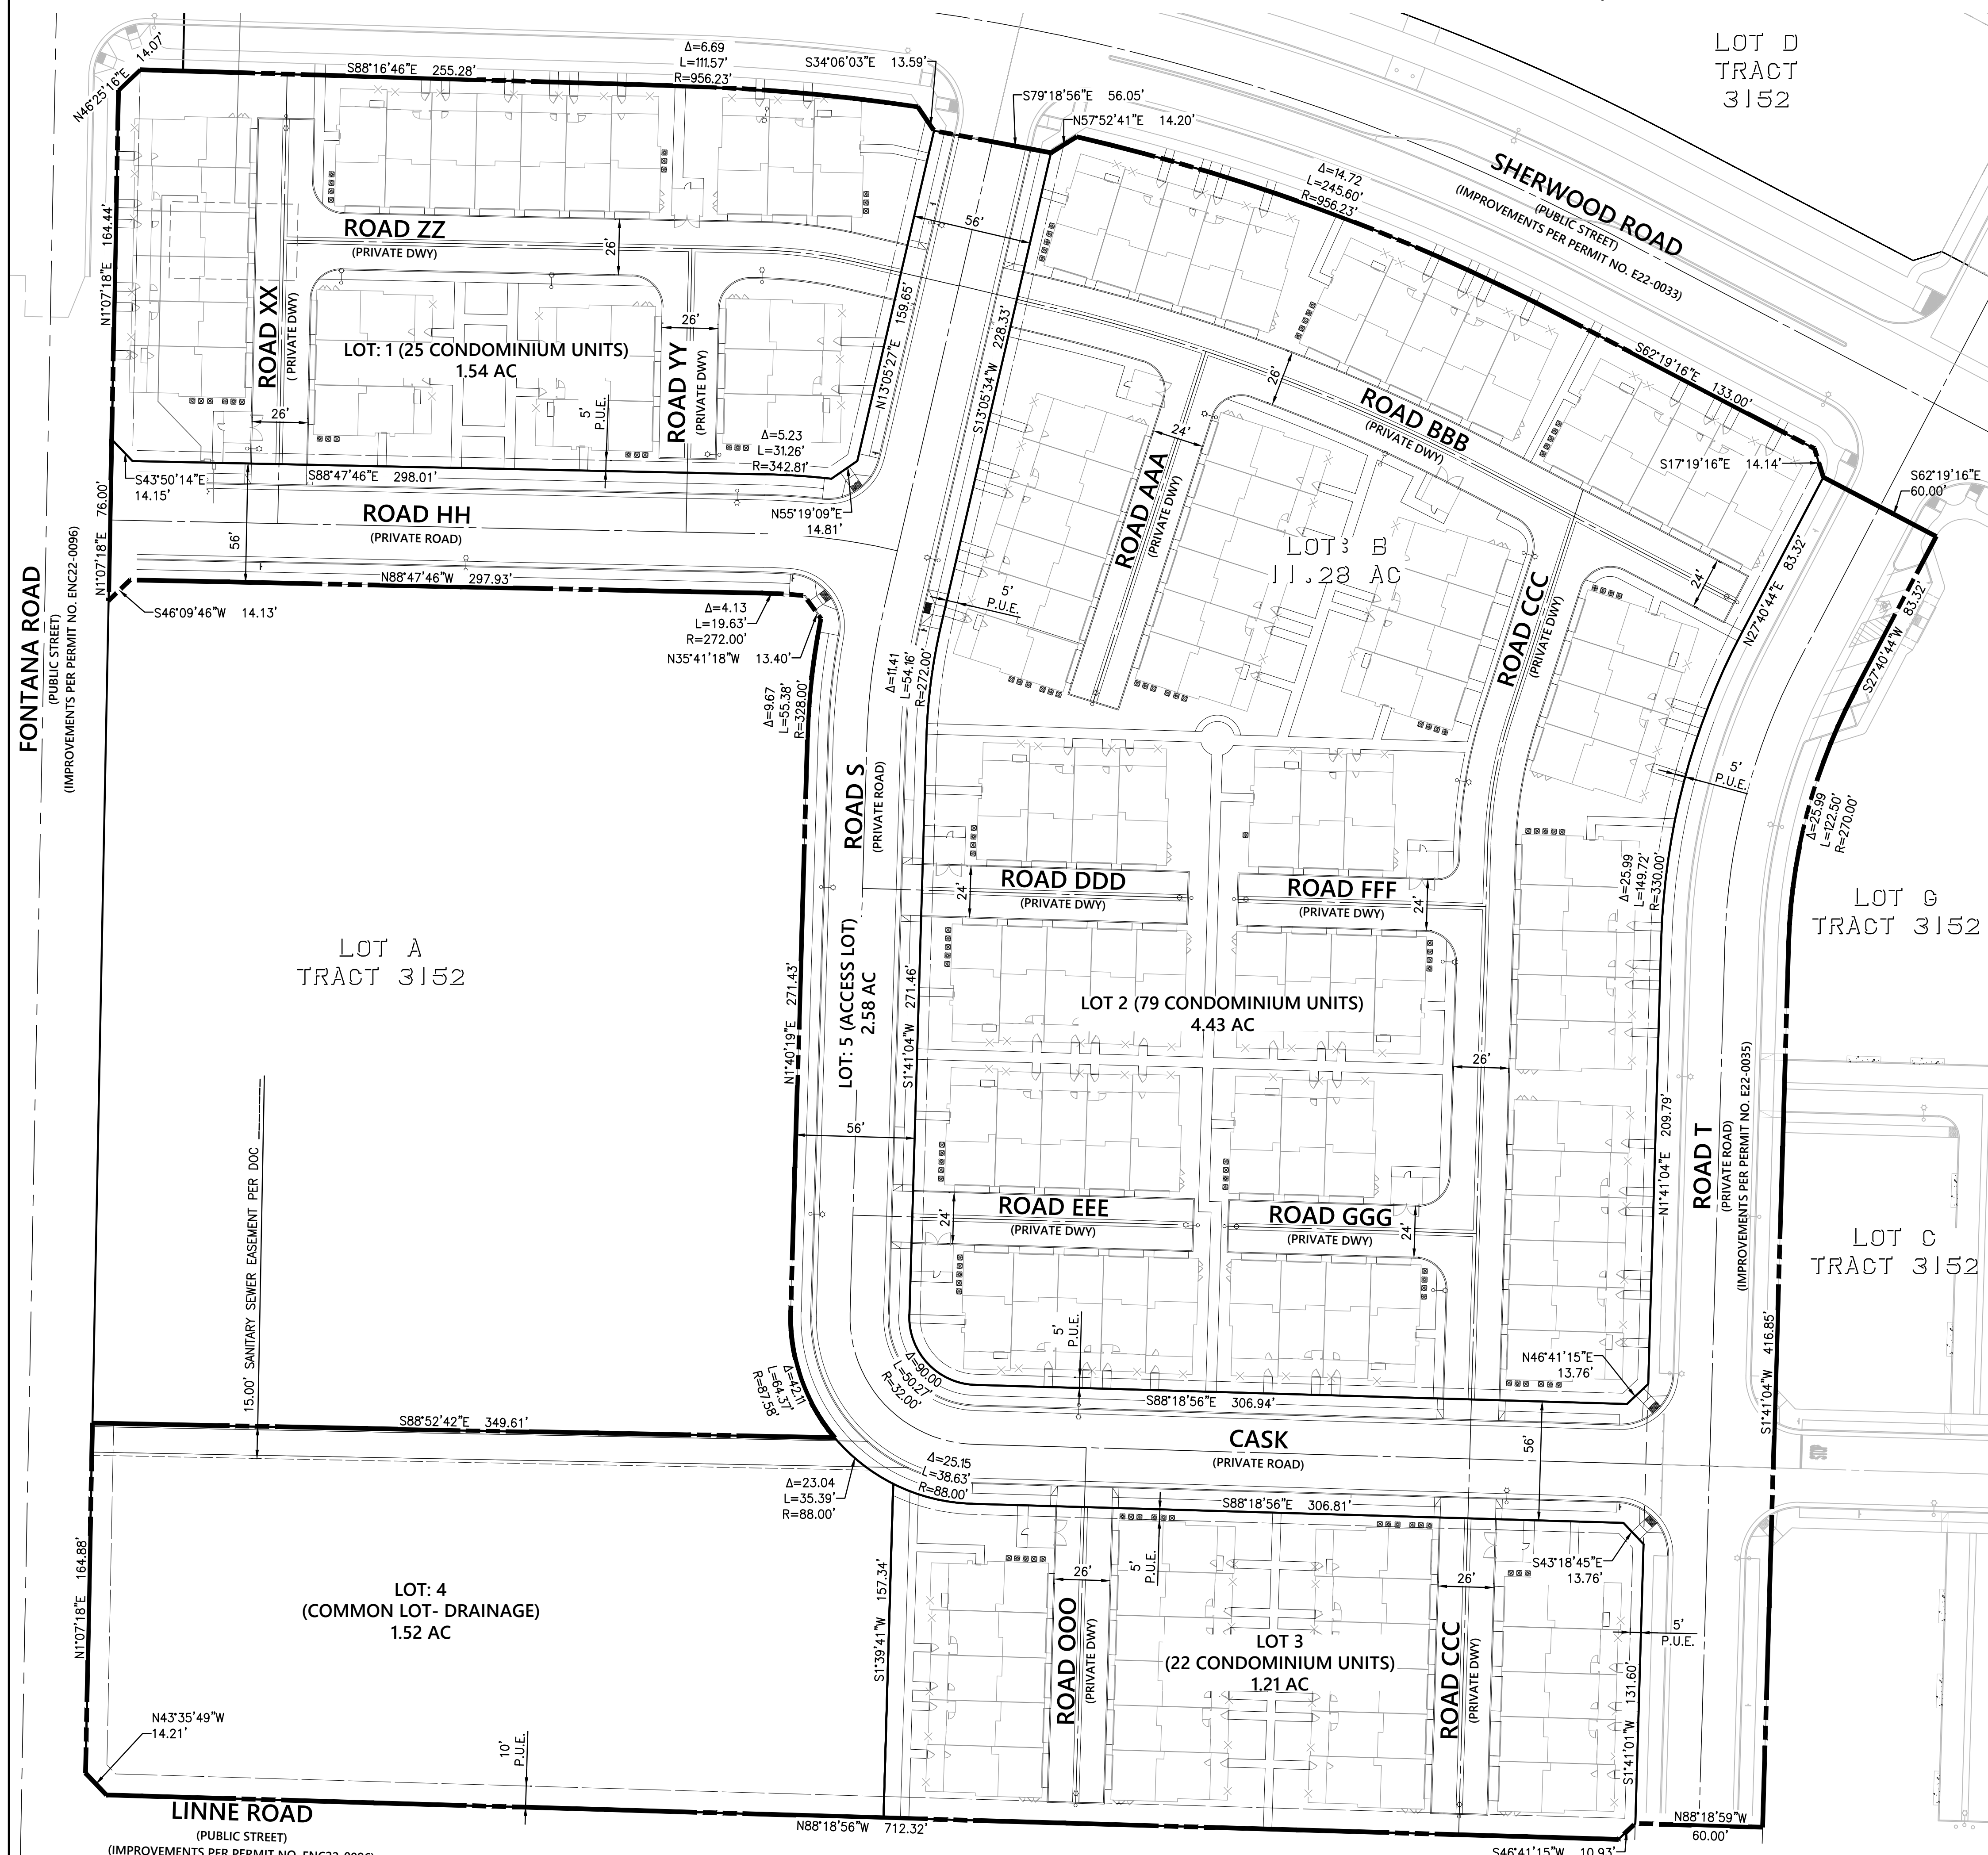 LOT D
TRACT
3152
14.07'
N46°25'16"E
S88°16'46"E 255.28'
Δ=6.69
L=111.57'
R=956.23'
S34°06'03"E 13.59'
S79°18'56"E 56.05'
N57°52'41"E 14.20'
Δ=14.72
L=245.60'
R=956.23'
SHERWOOD ROAD
(PUBLIC STREET)
(IMPROVEMENTS PER PERMIT NO. E22-0033)
N1°07'18"E 164.44'
ROAD ZZ
(PRIVATE DWY)
26'
56'
ROAD XX
( PRIVATE DWY)
26'
LOT: 1 (25 CONDOMINIUM UNITS)
1.54 AC
ROAD YY
(PRIVATE DWY)
26'
N13°05'27"E 159.65'
S13°05'34"W 228.33'
5'
P.U.E.
Δ=5.23
L=31.26'
R=342.81'
S43°50'14"E
14.15'
S88°47'46"E 298.01'
N55°19'09"E
14.81'
ROAD HH
(PRIVATE ROAD)
56'
N1°07'18"E 76.00'
N88°47'46"W 297.93'
S46°09'46"W 14.13'
Δ=4.13
L=19.63'
R=272.00'
N35°41'18"W 13.40'
FONTANA ROAD
(PUBLIC STREET)
(IMPROVEMENTS PER PERMIT NO. ENC22-0096)
26'
ROAD BBB
(PRIVATE DWY)
S62°19'16"E 133.00'
S17°19'16"E 14.14'
S62°19'16"E
60.00'
24'
ROAD AAA
(PRIVATE DWY)
LOT: B
11.28 AC
24'
5'
P.U.E.
ROAD CCC
(PRIVATE DWY)
N27°40'44"E 83.32'
S27°40'44"W 83.32'
Δ=9.67
L=55.38'
R=328.00'
Δ=11.41
L=54.16'
R=272.00'
ROAD S
(PRIVATE ROAD)
5'
P.U.E.
Δ=25.99
L=122.50'
R=270.00'
Δ=25.99
L=149.72'
R=330.00'
LOT G
TRACT 3152
LOT A
TRACT 3152
ROAD DDD
(PRIVATE DWY)
24'
ROAD FFF
(PRIVATE DWY)
24'
N1°40'19"E 271.43'
LOT: 5 (ACCESS LOT)
2.58 AC
S1°41'04"W 271.46'
LOT 2 (79 CONDOMINIUM UNITS)
4.43 AC
26'
56'
15.00' SANITARY SEWER EASEMENT PER DOC
ROAD EEE
(PRIVATE DWY)
24'
ROAD GGG
(PRIVATE DWY)
24'
N1°41'04"E 209.79'
ROAD T
(PRIVATE ROAD)
(IMPROVEMENTS PER PERMIT NO. E22-0035)
LOT C
TRACT 3152
S1°41'04"W 416.85'
5'
P.U.E.
N46°41'15"E
13.76'
Δ=42.11
L=64.37'
R=87.58'
Δ=90.00
L=50.27'
R=32.00'
S88°18'56"E 306.94'
S88°52'42"E 349.61'
CASK
(PRIVATE ROAD)
56'
Δ=23.04
L=35.39'
R=88.00'
Δ=25.15
L=38.63'
R=88.00'
S88°18'56"E 306.81'
S43°18'45"E
13.76'
N1°07'18"E 164.88'
LOT: 4
(COMMON LOT- DRAINAGE)
1.52 AC
S1°39'41"W 157.34'
26'
ROAD OOO
(PRIVATE DWY)
5'
P.U.E.
LOT 3
(22 CONDOMINIUM UNITS)
1.21 AC
26'
ROAD CCC
(PRIVATE DWY)
5'
P.U.E.
S1°41'01"W 131.60'
N43°35'49"W
14.21'
10'
P.U.E.
LINNE ROAD
(PUBLIC STREET)
(IMPROVEMENTS PER PERMIT NO. ENC22-0096)
N88°18'56"W 712.32'
N88°18'59"W
60.00'
S46°41'15"W 10.93'